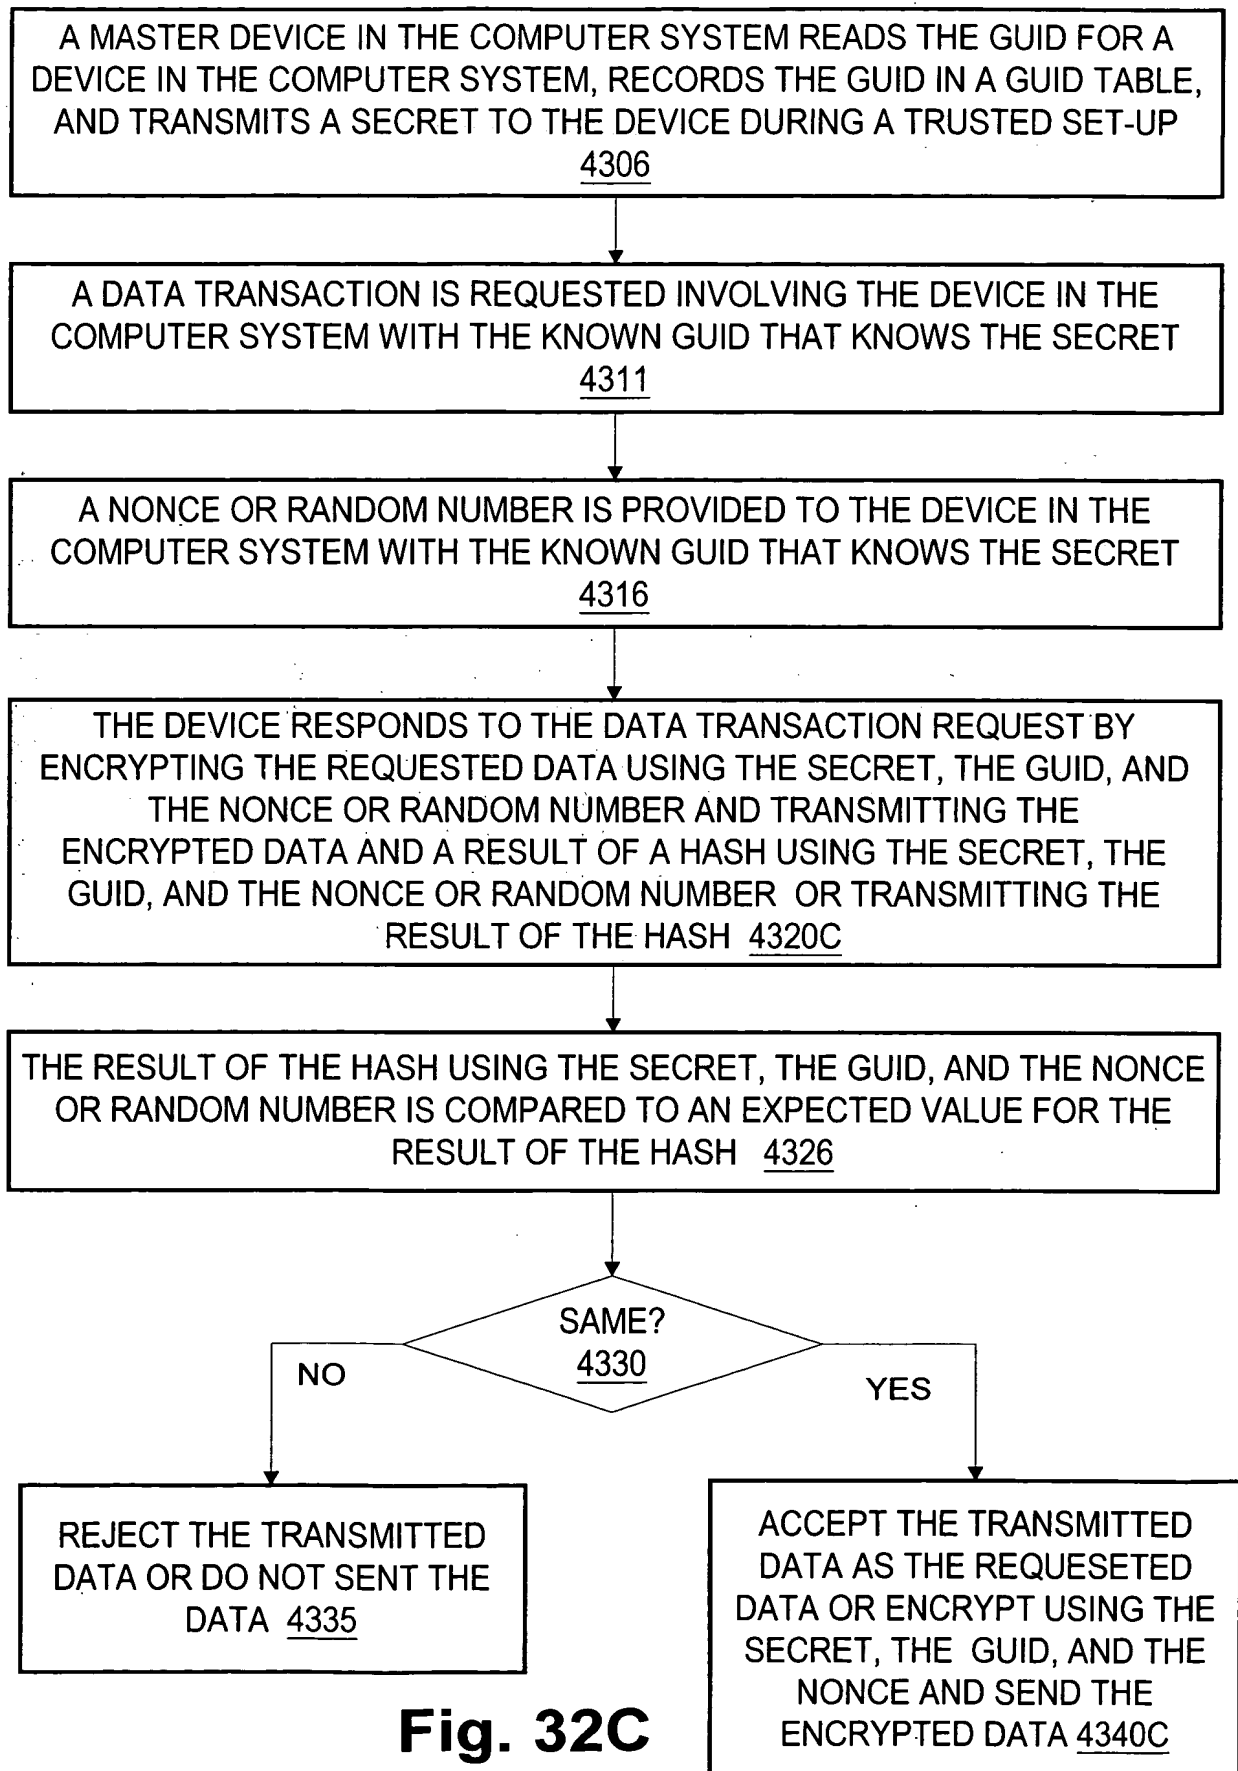 A MASTER DEVICE IN THE COMPUTER SYSTEM READS THE GUID FOR A
DEVICE IN THE COMPUTER SYSTEM, RECORDS THE GUID IN A GUID TABLE,
AND TRANSMITS A SECRET TO THE DEVICE DURING A TRUSTED SET-UP
4306
A DATA TRANSACTION IS REQUESTED INVOLVING THE DEVICE IN THE
COMPUTER SYSTEM WITH THE KNOWN GUID THAT KNOWS THE SECRET
4311
A NONCE OR RANDOM NUMBER IS PROVIDED TO THE DEVICE IN THE
COMPUTER SYSTEM WITH THE KNOWN GUID THAT KNOWS THE SECRET
4316
THE DEVICE RESPONDS TO THE DATA TRANSACTION REQUEST BY
ENCRYPTING THE REQUESTED DATA USING THE SECRET, THE GUID, AND
THE NONCE OR RANDOM NUMBER AND TRANSMITTING THE
ENCRYPTED DATA AND A RESULT OF A HASH USING THE SECRET, THE
GUID, AND THE NONCE OR RANDOM NUMBER OR TRANSMITTING THE
RESULT OF THE HASH 4320C
THE RESULT OF THE HASH USING THE SECRET, THE GUID, AND THE NONCE
OR RANDOM NUMBER IS COMPARED TO AN EXPECTED VALUE FOR THE
RESULT OF THE HASH 4326
SAME?
4330
NO
YES
REJECT THE TRANSMITTED
DATA OR DO NOT SENT THE
DATA 4335
ACCEPT THE TRANSMITTED
DATA AS THE REQUESETED
DATA OR ENCRYPT USING THE
SECRET, THE GUID, AND THE
NONCE AND SEND THE
ENCRYPTED DATA 4340C
Fig. 32C